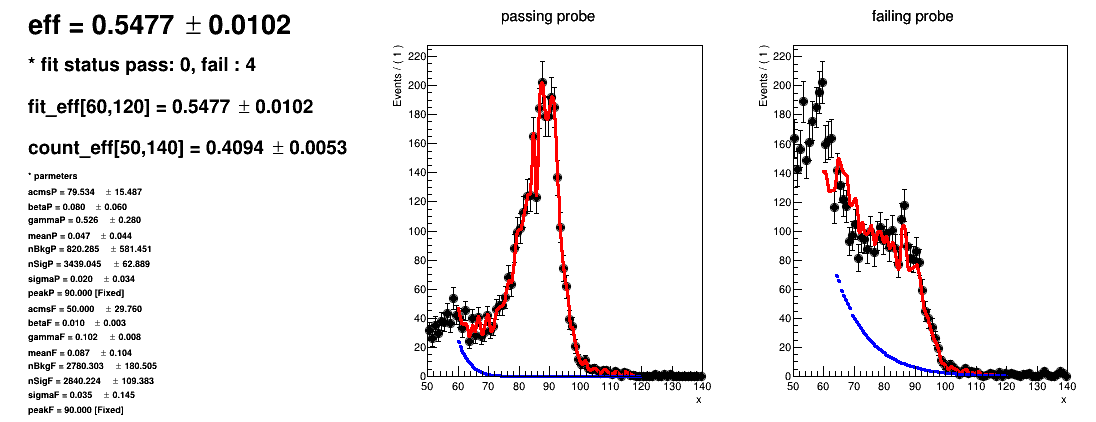 eff = 0.5477 ± 0.0102
* fit status pass: 0, fail : 4
fit_eff[60,120] = 0.5477 ± 0.0102
count_eff[50,140] = 0.4094 ± 0.0053
* parmeters
acmsP = 79.534 ± 15.487
betaP = 0.080 ± 0.060
gammaP = 0.526 ± 0.280
meanP = 0.047 ± 0.044
nBkgP = 820.285 ± 581.451
nSigP = 3439.045 ± 62.889
sigmaP = 0.020 ± 0.034
peakP = 90.000 [Fixed]
acmsF = 50.000 ± 29.760
betaF = 0.010 ± 0.003
gammaF = 0.102 ± 0.008
meanF = 0.087 ± 0.104
nBkgF = 2780.303 ± 180.505
nSigF = 2840.224 ± 109.383
sigmaF = 0.035 ± 0.145
peakF = 90.000 [Fixed]
passing probe
Events / ( 1 )
220
200
180
160
140
120
100
80
60
40
20
0
50 60 70 80 90 100 110 120 130 140
x
failing probe
Events / ( 1 )
220
200
180
160
140
120
100
80
60
40
20
0
50 60 70 80 90 100 110 120 130 140
x